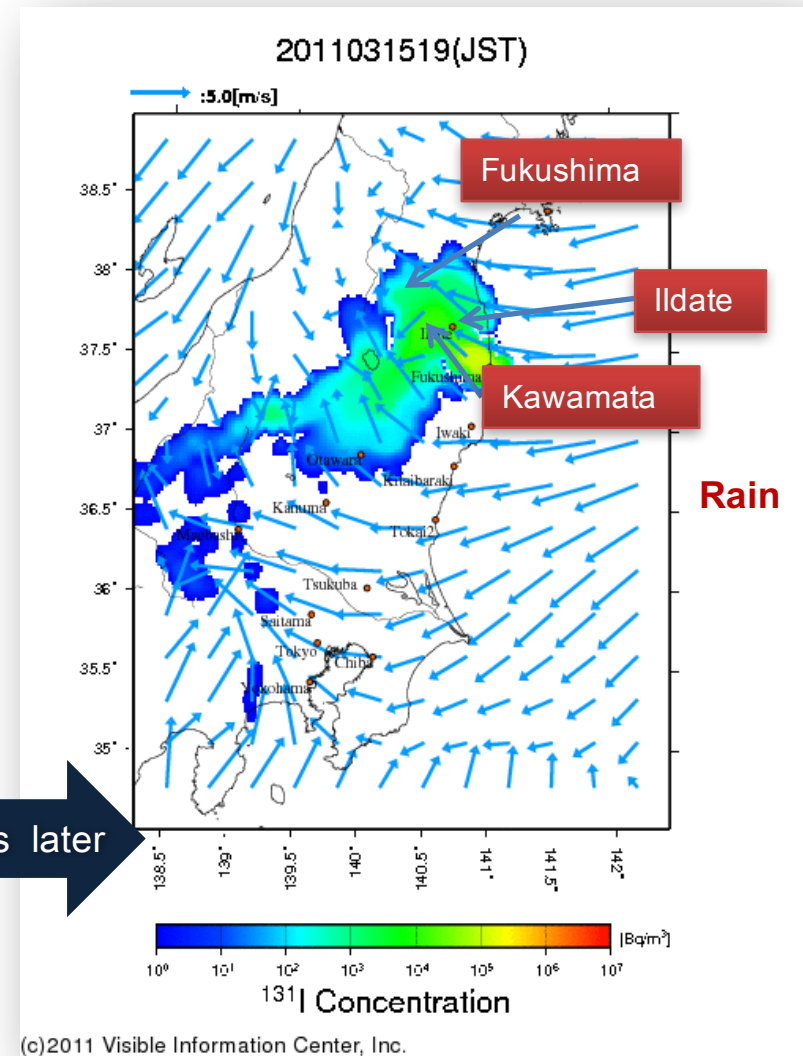 2011031519(JST)
:5.0[m/s]
38.5°
38°
37.5°
37°
36.5°
36°
35.5°
35°
Fukushima
Ildate
Kawamata
Fukushima
Iwaki
Otawara
Kitaibaraki
Kanuma
Maebashi
Tokai2
Tsukuba
Saitama
Tokyo
Chiba
Yokohama
Rain
s later
138.5°
139°
139.5°
140°
140.5°
141°
141.5°
142°
[Bq/m³]
10⁰ 10¹ 10² 10³ 10⁴ 10⁵ 10⁶ 10⁷
¹³¹I Concentration
(c)2011 Visible Information Center, Inc.